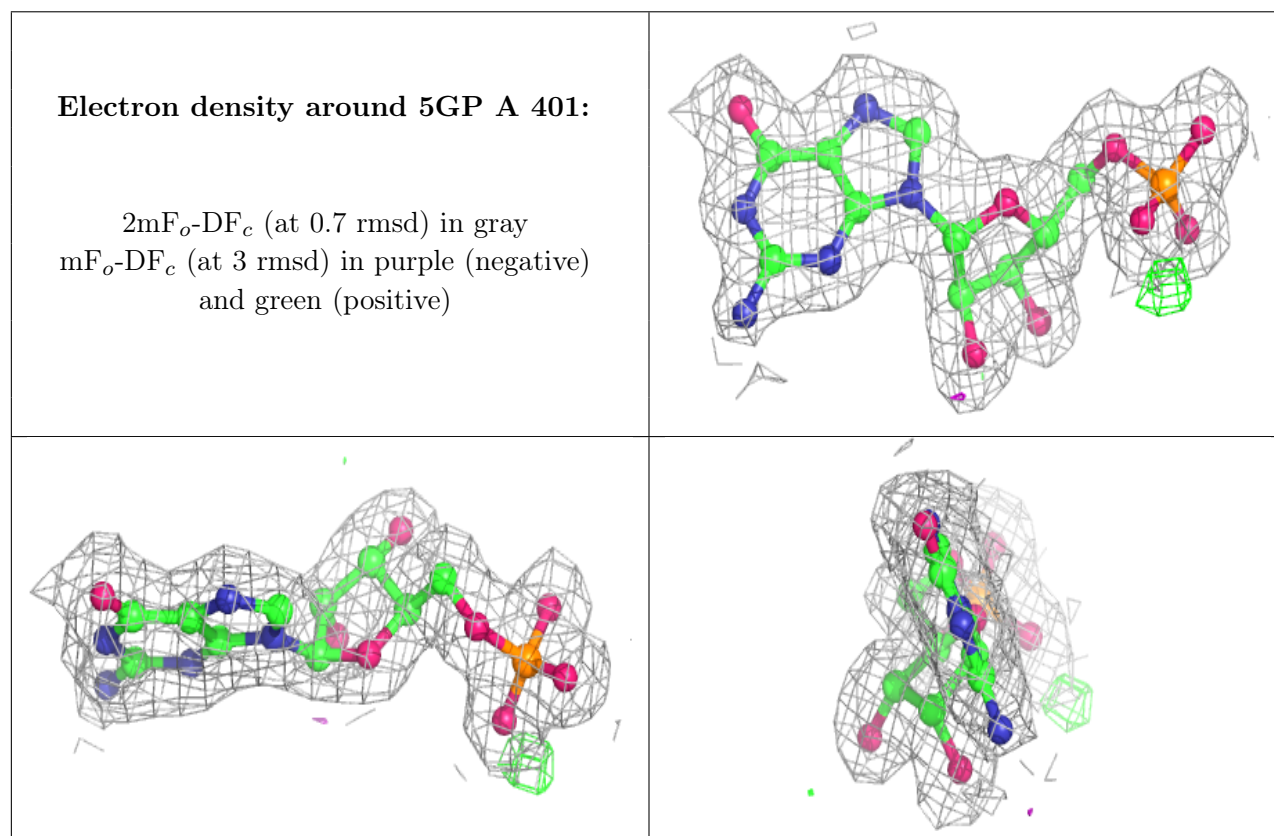 Electron density around 5GP A 401:
2mFo-DFc (at 0.7 rmsd) in gray
mFo-DFc (at 3 rmsd) in purple (negative)
and green (positive)